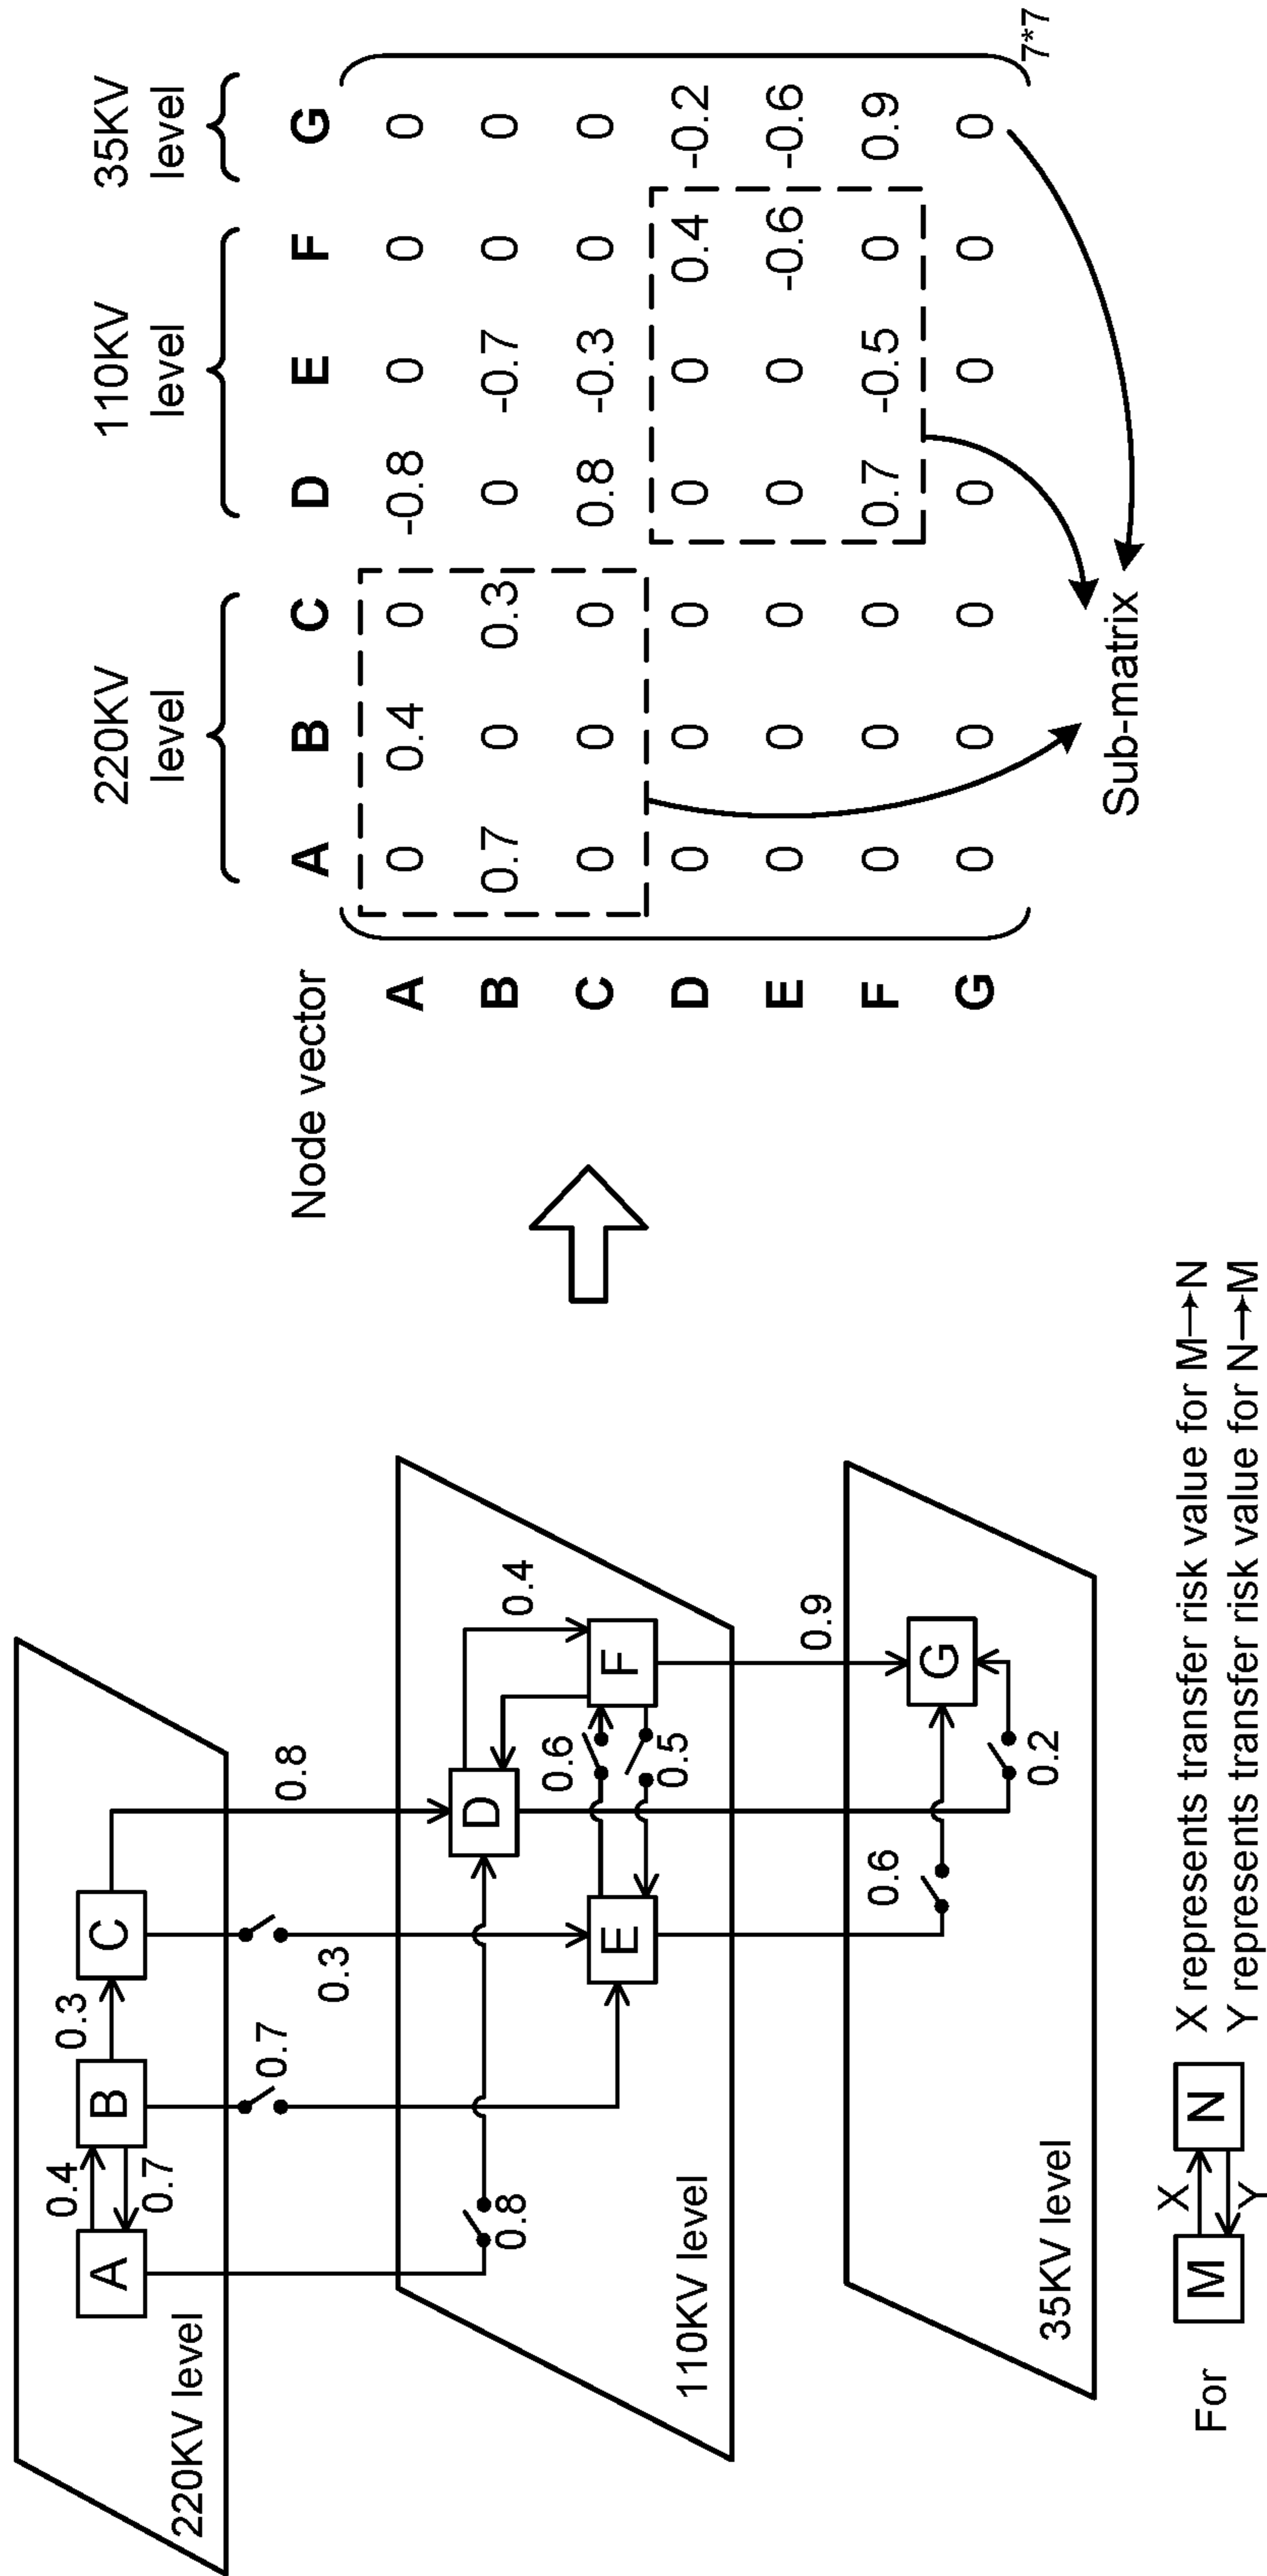 220KV level
A
B
C
0.4
0.7
0.3
0.7
0.3
0.8
0.8
110KV level
D
E
F
0.4
0.6
0.5
0.6
0.2
0.9
35KV level
G
For
M
N
X
Y
X represents transfer risk value for M→N
Y represents transfer risk value for N→M
220KV level
110KV level
35KV level
Node vector
A B C D E F G
A 0 0.4 0 -0.8 0 0 0
B 0.7 0 0.3 0 -0.7 0 0
C 0 0 0 0.8 -0.3 0 0
D 0 0 0 0 0 0.4 -0.2
E 0 0 0 0 0 -0.6 -0.6
F 0 0 0 0.7 -0.5 0 0.9
G 0 0 0 0 0 0 0
7*7
Sub-matrix